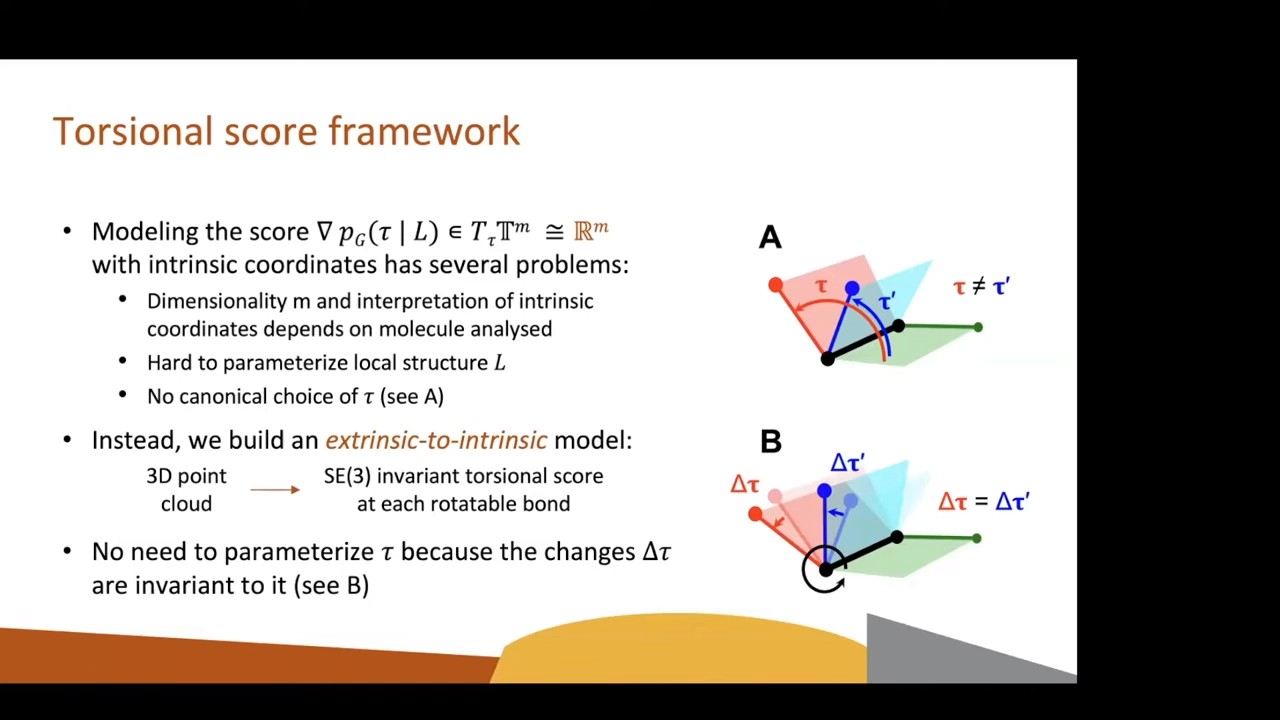 Torsional score framework
• Modeling the score ∇ p_G(τ | L) ∈ T_τ𝕋^m ≅ ℝ^m
with intrinsic coordinates has several problems:
• Dimensionality m and interpretation of intrinsic
coordinates depends on molecule analysed
• Hard to parameterize local structure L
• No canonical choice of τ (see A)
• Instead, we build an extrinsic-to-intrinsic model:
3D point
cloud
SE(3) invariant torsional score
at each rotatable bond
• No need to parameterize τ because the changes Δτ
are invariant to it (see B)
A
τ
τ′
τ ≠ τ′
B
Δτ′
Δτ
Δτ = Δτ′